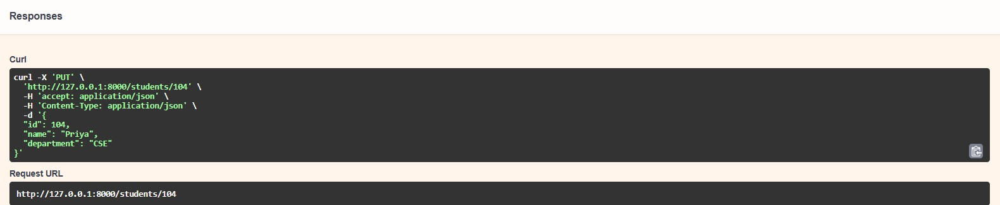 Responses
Curl
curl -X 'PUT' \
  'http://127.0.0.1:8000/students/104' \
  -H 'accept: application/json' \
  -H 'Content-Type: application/json' \
  -d '{
  "id": 104,
  "name": "Priya",
  "department": "CSE"
}'
Request URL
http://127.0.0.1:8000/students/104